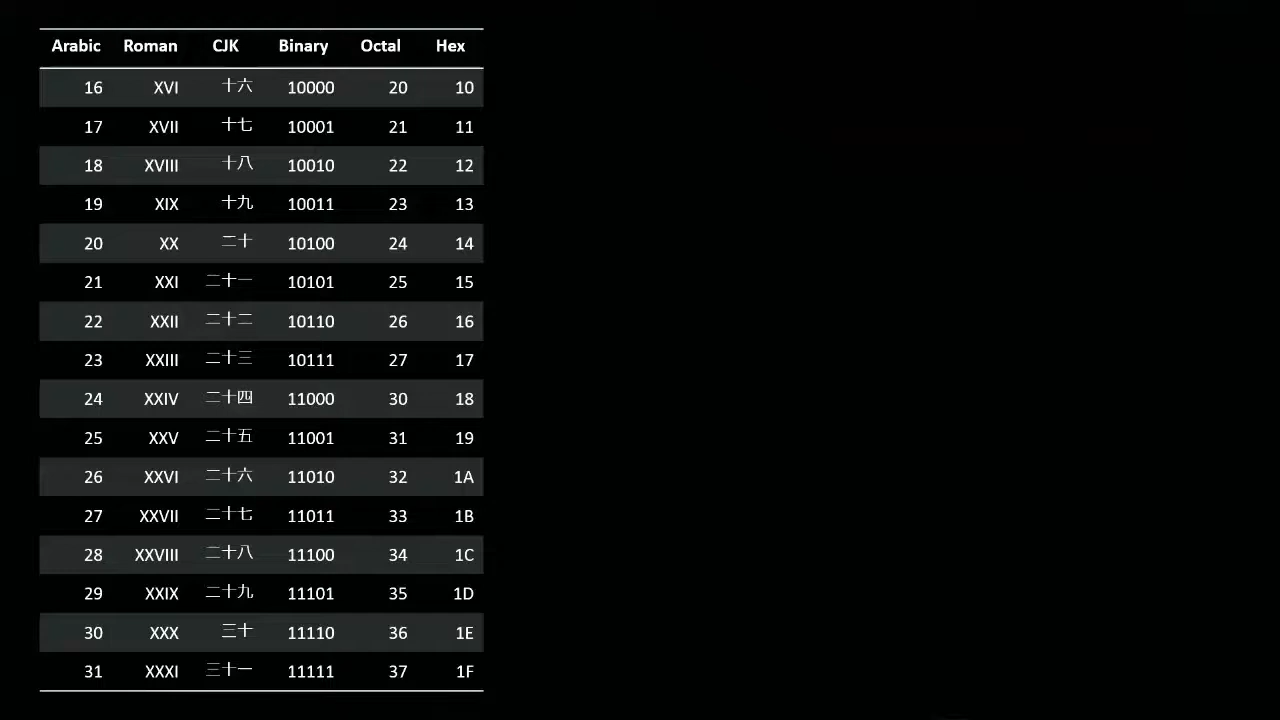 Arabic Roman CJK Binary Octal Hex
16 XVI 十六 10000 20 10
17 XVII 十七 10001 21 11
18 XVIII 十八 10010 22 12
19 XIX 十九 10011 23 13
20 XX 二十 10100 24 14
21 XXI 二十一 10101 25 15
22 XXII 二十二 10110 26 16
23 XXIII 二十三 10111 27 17
24 XXIV 二十四 11000 30 18
25 XXV 二十五 11001 31 19
26 XXVI 二十六 11010 32 1A
27 XXVII 二十七 11011 33 1B
28 XXVIII 二十八 11100 34 1C
29 XXIX 二十九 11101 35 1D
30 XXX 三十 11110 36 1E
31 XXXI 三十一 11111 37 1F